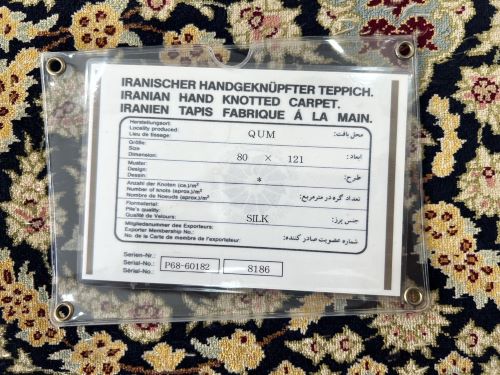 IRANISCHER HANDGEKNÜPFTER TEPPICH.
IRANIAN HAND KNOTTED CARPET.
IRANIEN TAPIS FABRIQUE Á LA MAIN.
Herstellungsort:
Locality produced: QUM محل بافت:
Lieu de tissage:
Größe:
Size 80 × 121 ابعاد:
Dimension:
Muster:
Design: * طرح:
Dessin:
Anzahl der Knoten (ca.)/m²
Number of knots (aprox.)/m² تعداد گره در مترمربع:
Nombre de Noeuds (aprox.)/m²
Flormaterial:
Pile's quality: SILK جنس پرز:
Qualité de Velours:
Mitgliedsnummer des Exporteurs:
Exporter Membership No.: شماره عضویت صادر کننده:
No. de la Carte de membre de l'exportateur:
Serien-Nr.:
Serial-No.: P68-60182 8186
Serial-No.: